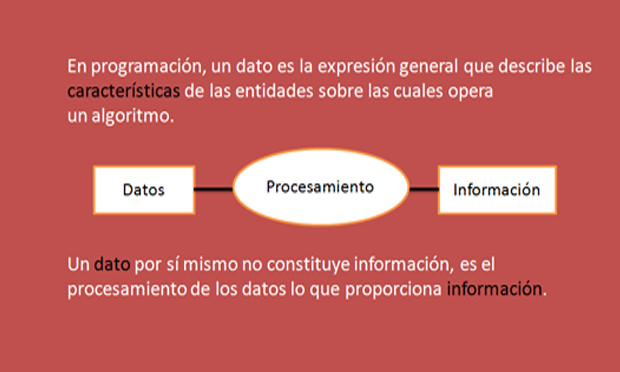 En programación, un dato es la expresión general que describe las
características de las entidades sobre las cuales opera
un algoritmo.
Datos
Procesamiento
Información
Un dato por sí mismo no constituye información, es el
procesamiento de los datos lo que proporciona información.